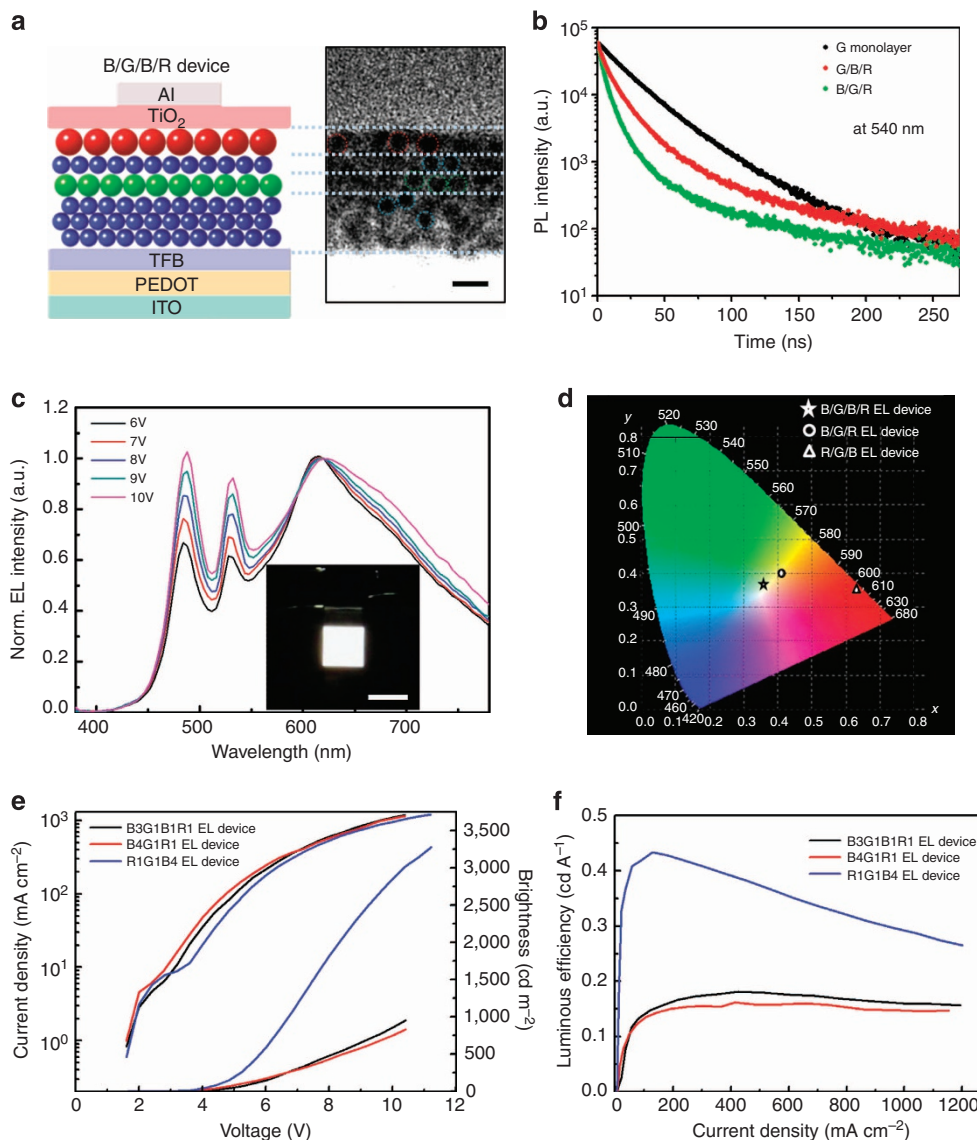 a
B/G/B/R device
Al
TiO2
TFB
PEDOT
ITO
b
PL intensity (a.u.)
10^5
10^4
10^3
10^2
10^1
G monolayer
G/B/R
B/G/R
at 540 nm
0 50 100 150 200 250
Time (ns)
c
Norm. EL intensity (a.u.)
1.2
1.0
0.8
0.6
0.4
0.2
0.0
6V
7V
8V
9V
10V
400 500 600 700
Wavelength (nm)
d
y
0.8
0.7
0.6
0.5
0.4
0.3
0.2
0.1
0.0
520
530
540
550
560
570
580
590
600
610
630
680
510
500
490
480
470
460
420
B/G/B/R EL device
B/G/R EL device
R/G/B EL device
0.0 0.1 0.2 0.3 0.4 0.5 0.6 0.7 0.8
x
e
Current density (mA cm−2)
10^3
10^2
10^1
10^0
B3G1B1R1 EL device
B4G1R1 EL device
R1G1B4 EL device
3,500
3,000
2,500
2,000
1,500
1,000
500
0
Brightness (cd m−2)
0 2 4 6 8 10 12
Voltage (V)
f
Luminous efficiency (cd A−1)
0.5
0.4
0.3
0.2
0.1
0.0
B3G1B1R1 EL device
B4G1R1 EL device
R1G1B4 EL device
0 200 400 600 800 1000 1200
Current density (mA cm−2)